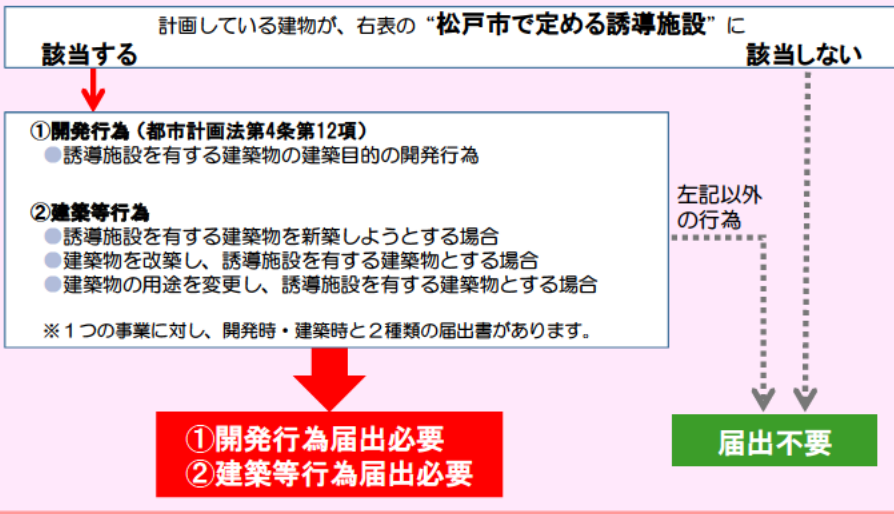 計画している建物が、右表の“松戸市で定める誘導施設”に
該当する
該当しない
①開発行為（都市計画法第4条第12項）
●誘導施設を有する建築物の建築目的の開発行為
②建築等行為
●誘導施設を有する建築物を新築しようとする場合
●建築物を改築し、誘導施設を有する建築物とする場合
●建築物の用途を変更し、誘導施設を有する建築物とする場合
※１つの事業に対し、開発時・建築時と２種類の届出書があります。
左記以外
の行為
①開発行為届出必要
②建築等行為届出必要
届出不要